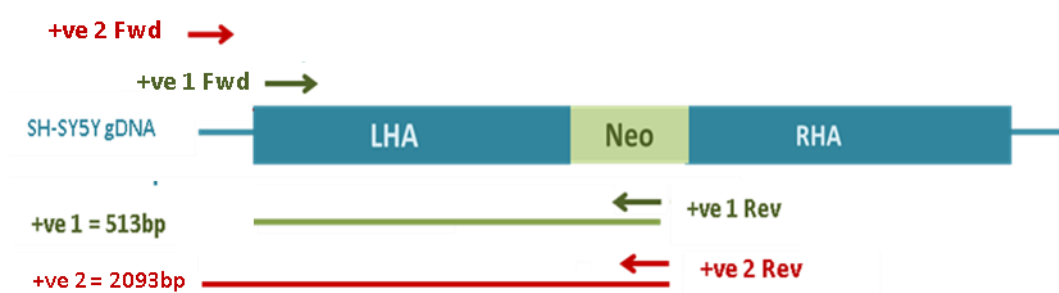 +ve 2 Fwd
+ve 1 Fwd
SH-SY5Y gDNA
LHA
Neo
RHA
+ve 1 = 513bp
+ve 1 Rev
+ve 2 = 2093bp
+ve 2 Rev